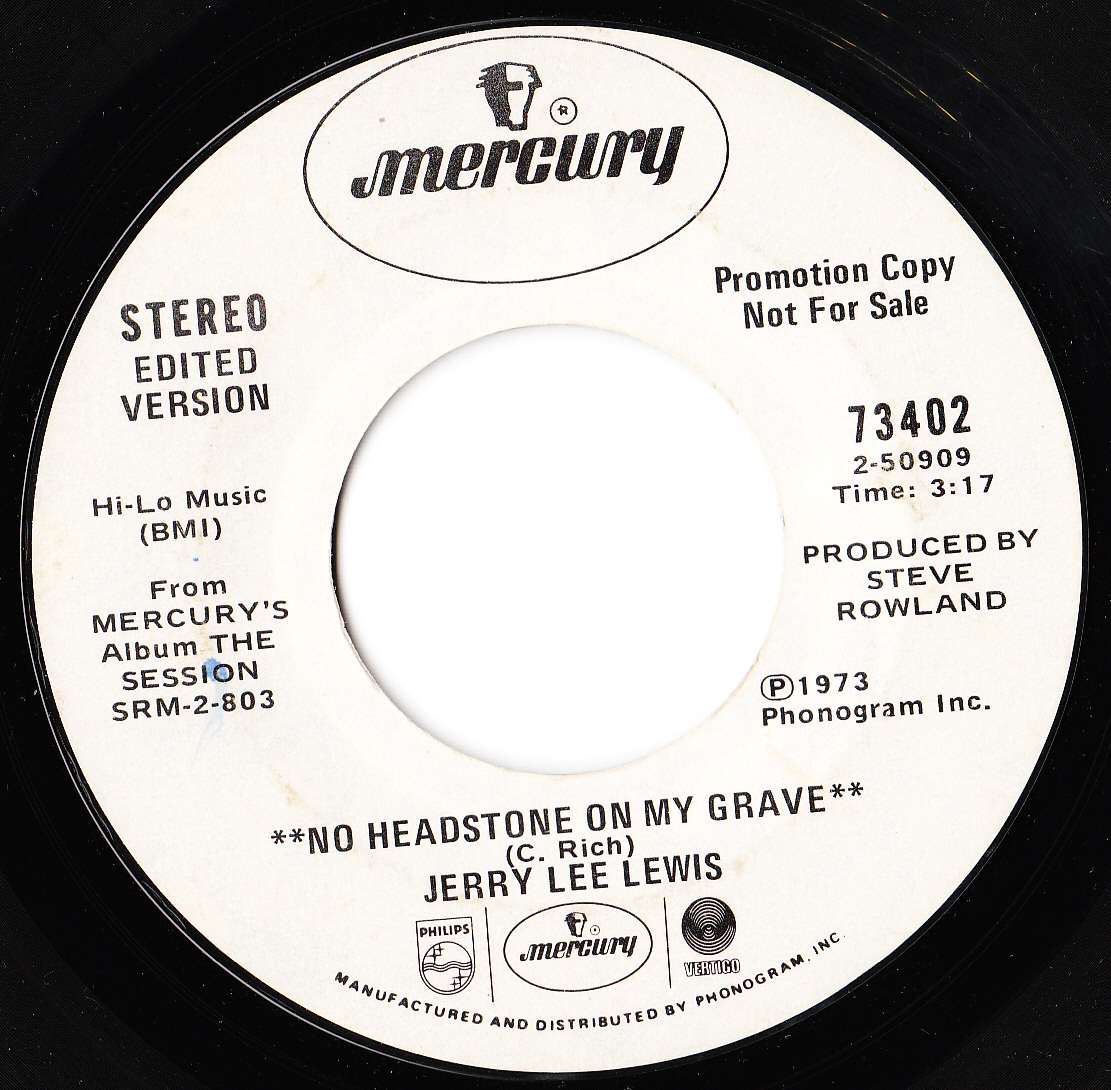 mercury
®
Promotion Copy
Not For Sale
STEREO
EDITED
VERSION
73402
2-50909
Time: 3:17
Hi-Lo Music
(BMI)
PRODUCED BY
STEVE
ROWLAND
From
MERCURY'S
Album THE
SESSION
SRM-2-803
Ⓟ1973
Phonogram Inc.
**NO HEADSTONE ON MY GRAVE**
(C. Rich)
JERRY LEE LEWIS
PHILIPS
mercury
VERTIGO
MANUFACTURED AND DISTRIBUTED BY PHONOGRAM, INC.